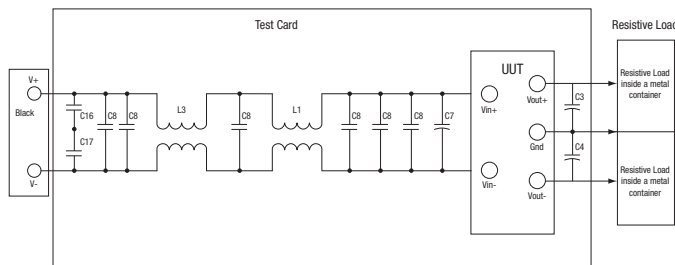 Test Card
Resistive Load
V+
Black
V-
C16
C17
C8
C8
L3
C8
L1
C8
C8
C8
C7
UUT
Vin+
Vin-
Vout+
Gnd
Vout-
C3
C4
Resistive Load
inside a metal
container
Resistive Load
inside a metal
container